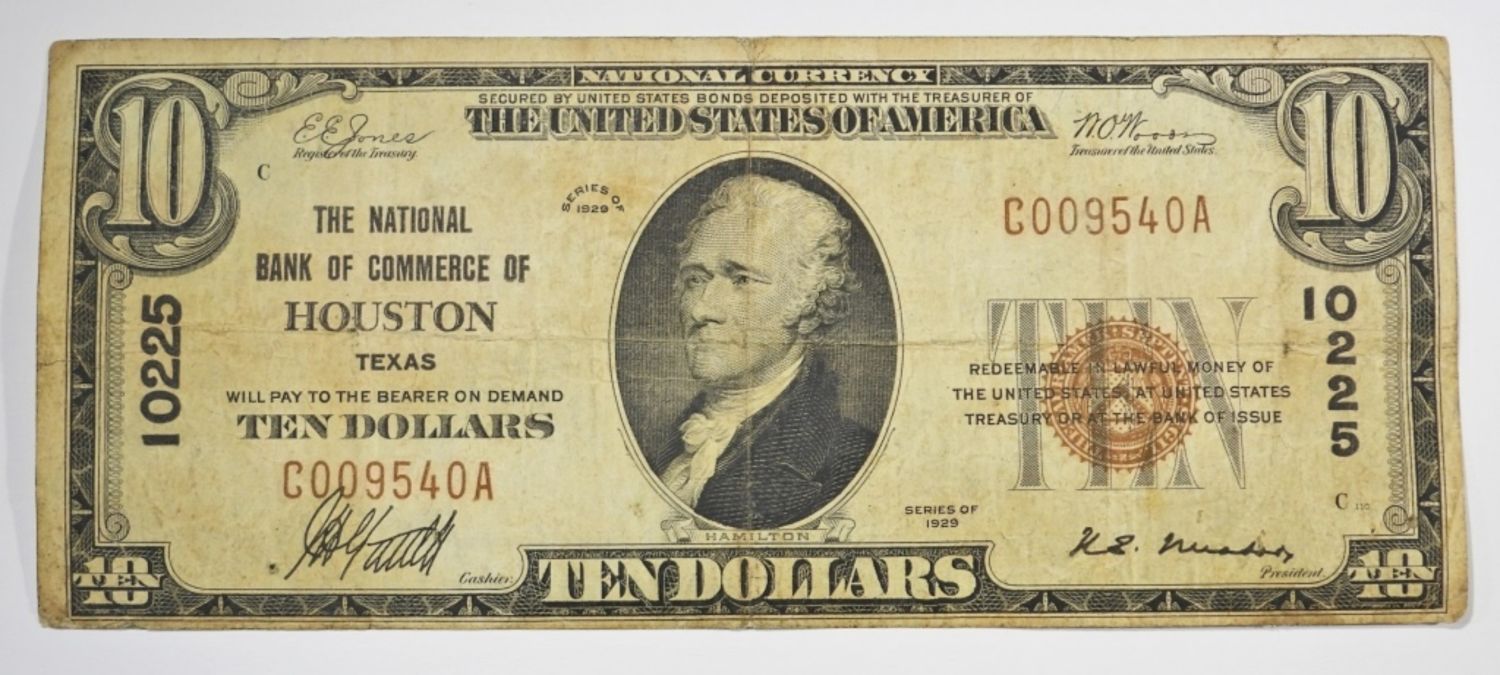 NATIONAL CURRENCY
SECURED BY UNITED STATES BONDS DEPOSITED WITH THE TREASURER OF
THE UNITED STATES OF AMERICA
10
10
E E Jones
Register of the Treasury.
W.O. Woods
Treasurer of the United States.
C
SERIES OF
1929
THE NATIONAL
BANK OF COMMERCE OF
HOUSTON
TEXAS
WILL PAY TO THE BEARER ON DEMAND
TEN DOLLARS
C009540A
10225
C009540A
TEN
REDEEMABLE IN LAWFUL MONEY OF
THE UNITED STATES, AT UNITED STATES
TREASURY OR AT THE BANK OF ISSUE
10225
SERIES OF
1929
C
HAMILTON
Cashier.
President.
10 TEN
TEN DOLLARS
10 TEN